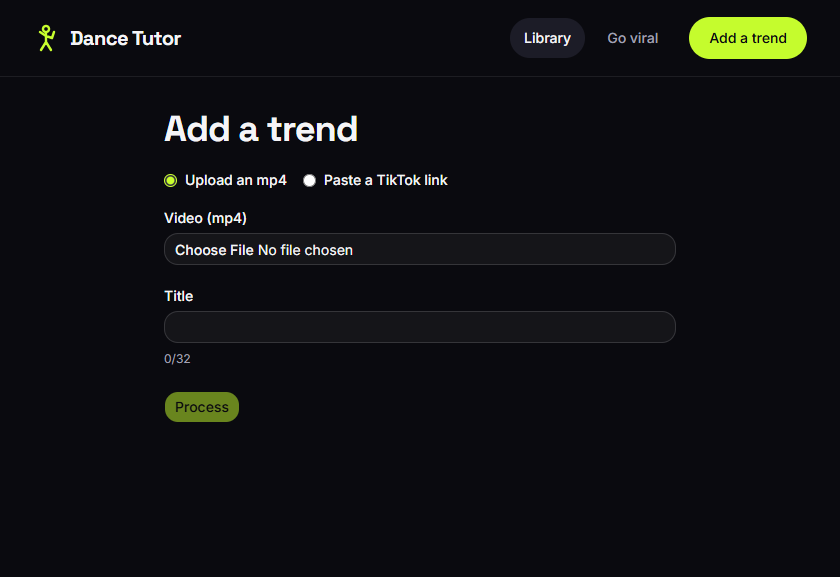 Dance Tutor
Library
Go viral
Add a trend
Add a trend
Upload an mp4
Paste a TikTok link
Video (mp4)
Choose File No file chosen
Title
0/32
Process